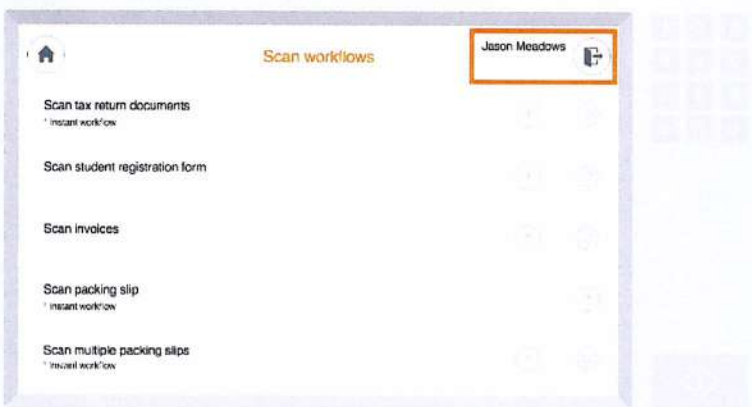 Scan workflows
Jason Meadows
Scan tax return documents
* Instant workflow
Scan student registration form
Scan invoices
Scan packing slip
* Instant workflow
Scan multiple packing slips
* Instant workflow